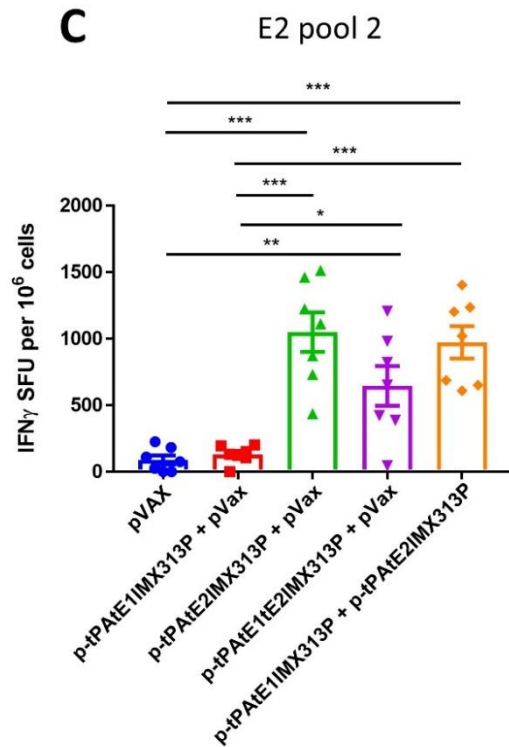 C
E2 pool 2
***
***
***
***
*
**
IFNγ SFU per 10⁶ cells
2000
1500
1000
500
0
pVAX
p-tPAtE1IMX313P + pVax
p-tPAtE2IMX313P + pVax
p-tPAtE1tE2IMX313P + pVax
p-tPAtE1IMX313P + p-tPAtE2IMX313P